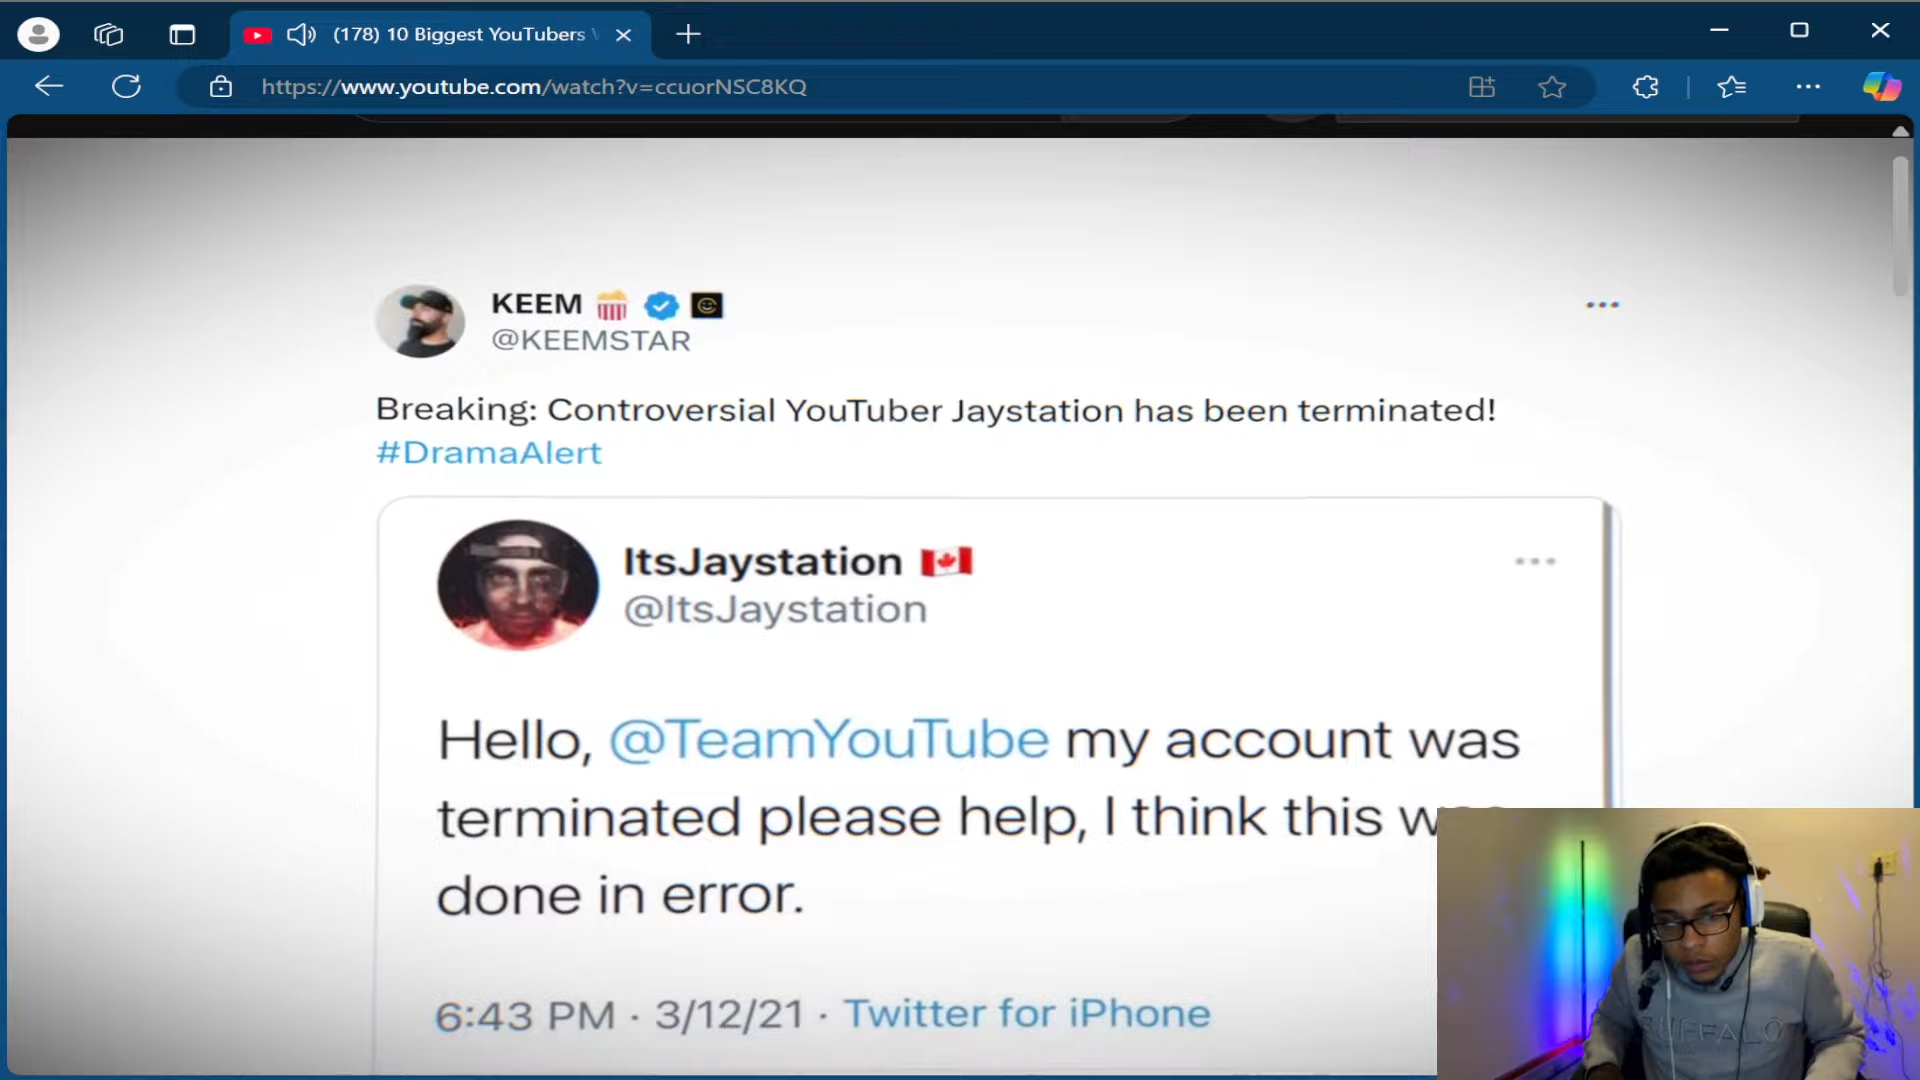 (178) 10 Biggest YouTubers
https://www.youtube.com/watch?v=ccuorNSC8KQ
KEEM
@KEEMSTAR
Breaking: Controversial YouTuber Jaystation has been terminated!
#DramaAlert
ItsJaystation
@ItsJaystation
Hello, @TeamYouTube my account was
terminated please help, I think this
done in error.
6:43 PM · 3/12/21 · Twitter for iPhone
BUFFALO